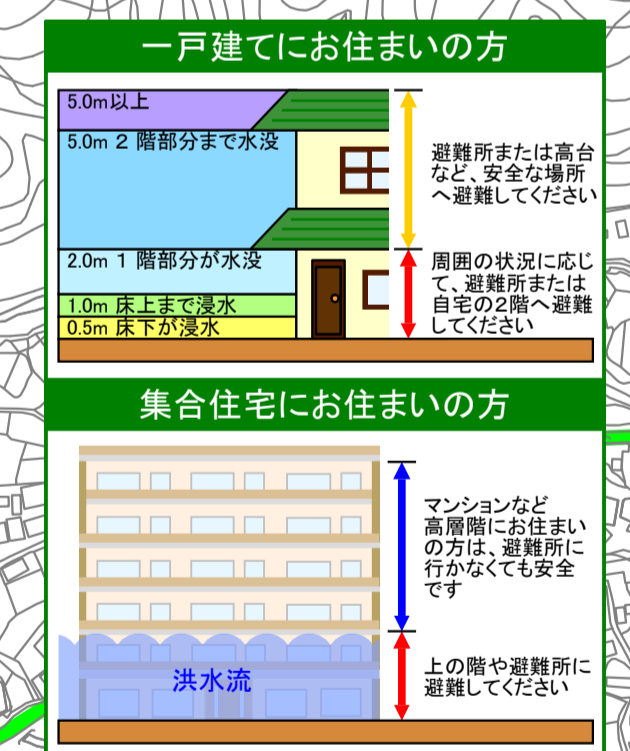 一戸建てにお住まいの方
5.0m以上
5.0m 2 階部分まで水没
避難所または高台
など、安全な場所
へ避難してください
2.0m 1 階部分が水没
1.0m 床上まで浸水
0.5m 床下が浸水
周囲の状況に応じ
て、避難所または
自宅の2階へ避難
してください
集合住宅にお住まいの方
マンションなど
高層階にお住まい
の方は、避難所に
行かなくても安全
です
洪水流
上の階や避難所に
避難してください